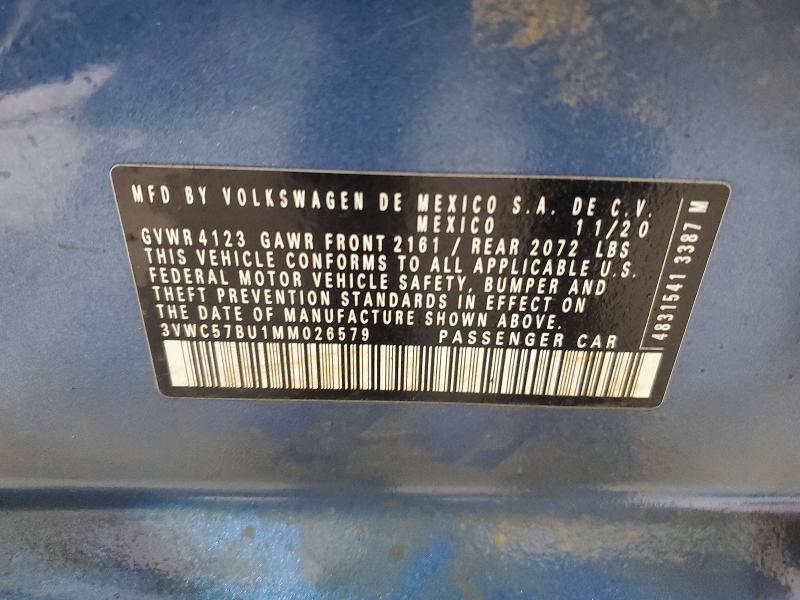 MFD BY VOLKSWAGEN DE MEXICO S.A. DE C.V.
MEXICO 11/20
GVWR 4123 GAWR FRONT 2161 / REAR 2072 LBS
THIS VEHICLE CONFORMS TO ALL APPLICABLE U.S.
FEDERAL MOTOR VEHICLE SAFETY, BUMPER AND
THEFT PREVENTION STANDARDS IN EFFECT ON
THE DATE OF MANUFACTURE SHOWN ABOVE.
3VWC57BU1MM026579 PASSENGER CAR
4831541 3387 M